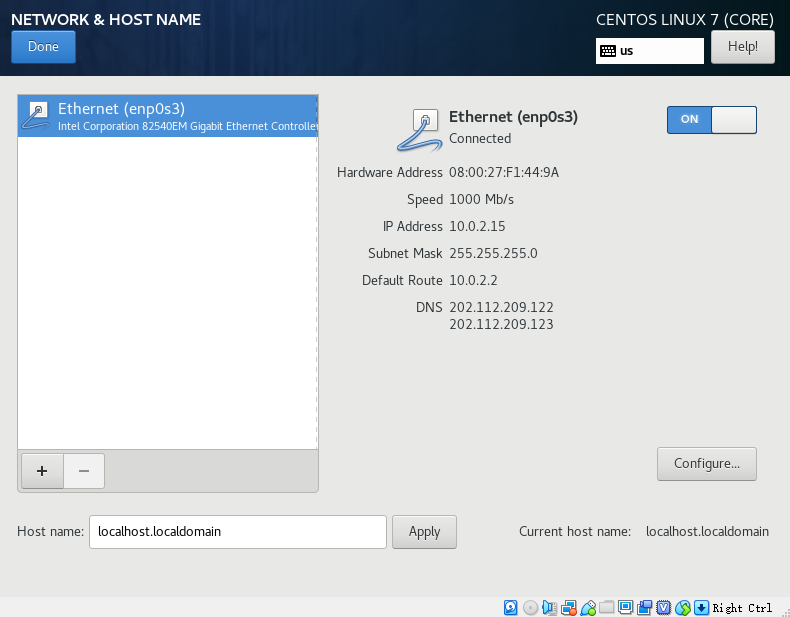 NETWORK & HOST NAME
CENTOS LINUX 7 (CORE)
Done
us
Help!
Ethernet (enp0s3)
Intel Corporation 82540EM Gigabit Ethernet Controller
Ethernet (enp0s3)
Connected
ON
Hardware Address 08:00:27:F1:44:9A
Speed 1000 Mb/s
IP Address 10.0.2.15
Subnet Mask 255.255.255.0
Default Route 10.0.2.2
DNS 202.112.209.122
202.112.209.123
+ −
Configure...
Host name: localhost.localdomain Apply
Current host name: localhost.localdomain
Right Ctrl